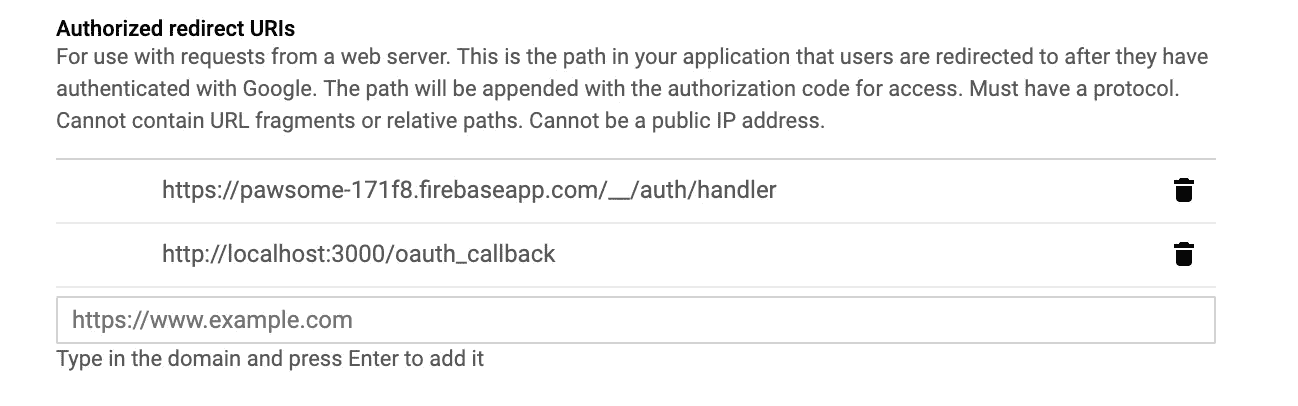 Authorized redirect URIs
For use with requests from a web server. This is the path in your application that users are redirected to after they have
authenticated with Google. The path will be appended with the authorization code for access. Must have a protocol.
Cannot contain URL fragments or relative paths. Cannot be a public IP address.
https://pawsome-171f8.firebaseapp.com/__/auth/handler
http://localhost:3000/oauth_callback
https://www.example.com
Type in the domain and press Enter to add it